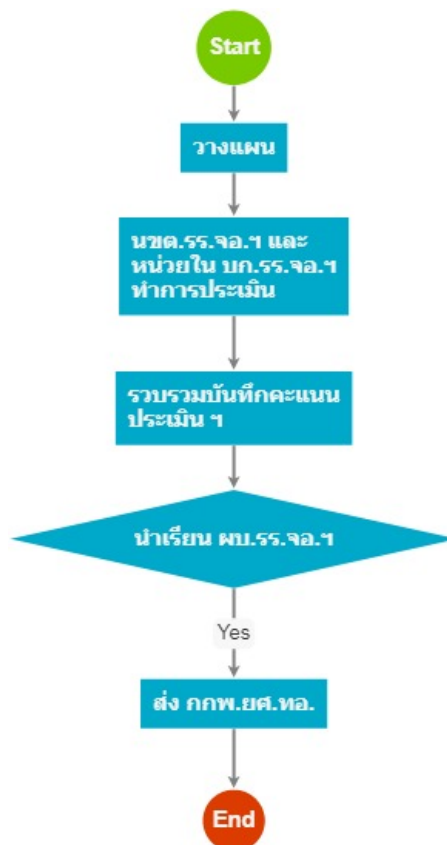 Start
วางแผน
นขต.รร.จอ.ฯ และ
หน่วยใน บก.รร.จอ.ฯ
ทำการประเมิน
รวบรวมบันทึกคะแนน
ประเมิน ฯ
นำเรียน ผบ.รร.จอ.ฯ
Yes
ส่ง กกพ.ยศ.ทอ.
End